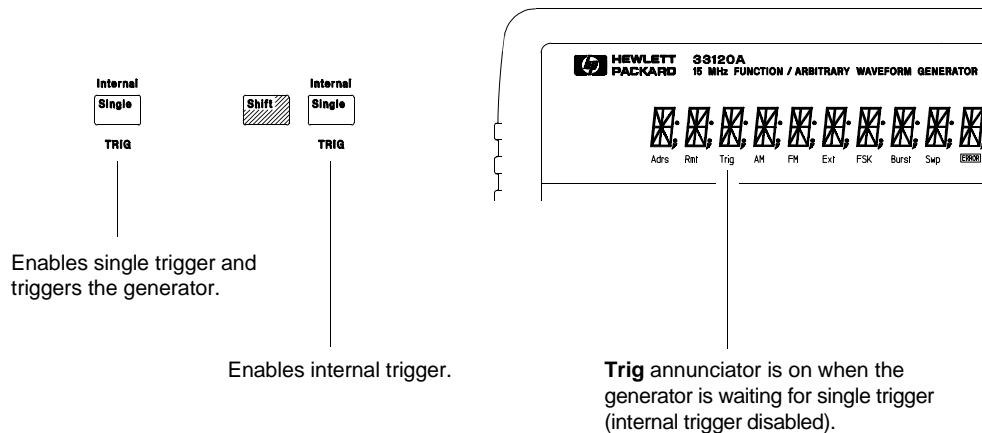 hp HEWLETT PACKARD
33120A
15 MHz FUNCTION / ARBITRARY WAVEFORM GENERATOR
Adrs Rmt Trig AM FM Ext FSK Burst Swp ERROR
Internal
Single
TRIG
Shift
Internal
Single
TRIG
Enables single trigger and
triggers the generator.
Enables internal trigger.
Trig annunciator is on when the
generator is waiting for single trigger
(internal trigger disabled).